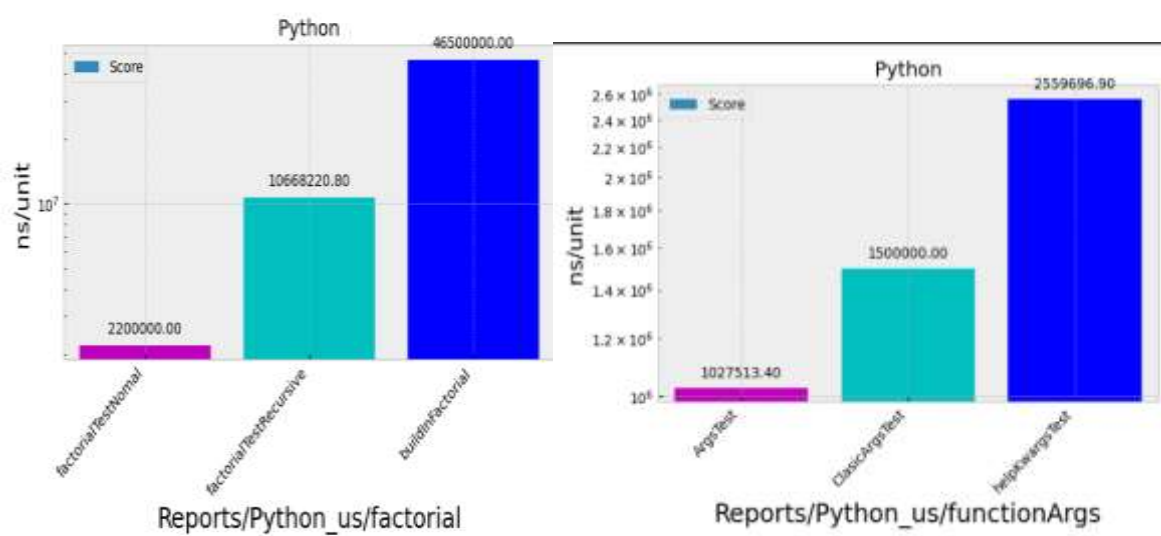 Python
46500000.00
Score
10668220.80
10⁷
2200000.00
ns/unit
factorialTestNomal
factorialTestRecursive
buildInFactorial
Reports/Python_us/factorial
Python
2559696.90
2.6 × 10⁶
Score
2.4 × 10⁶
2.2 × 10⁶
2 × 10⁶
1.8 × 10⁶
1.6 × 10⁶
1500000.00
1.4 × 10⁶
1.2 × 10⁶
1027513.40
10⁶
ns/unit
ArgsTest
ClasicArgsTest
helpKwargsTest
Reports/Python_us/functionArgs